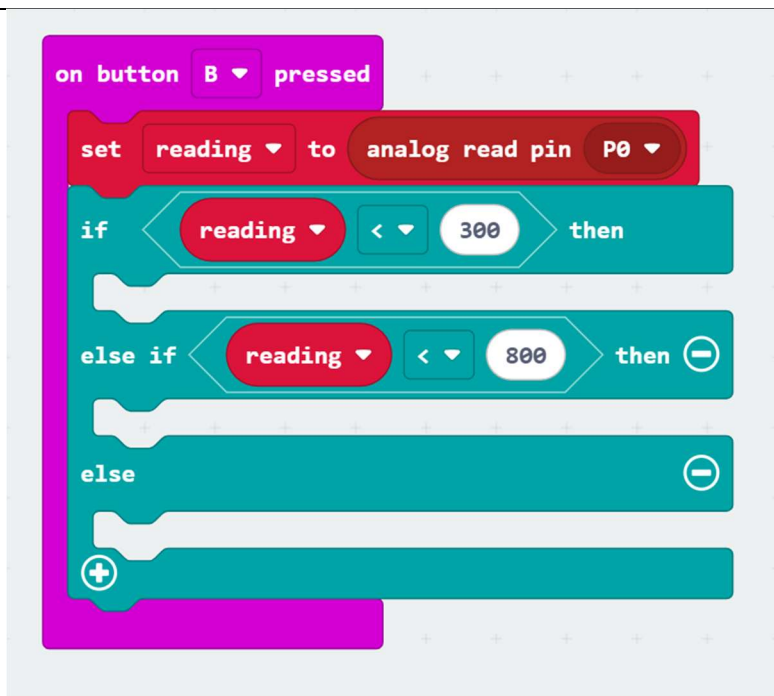 on button B pressed
set reading to analog read pin P0
if reading < 300 then
else if reading < 800 then
else